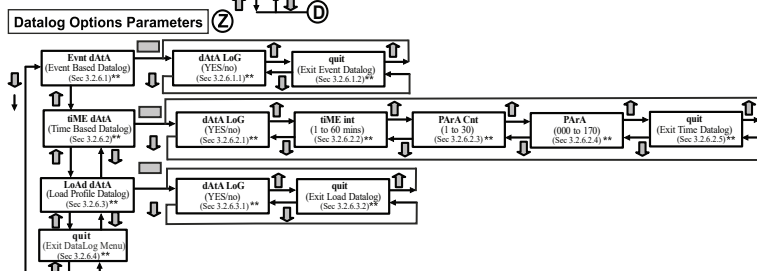 D
Datalog Options Parameters Z
Evnt dAtA
(Event Based Datalog)
(Sec 3.2.6.1)**
dAtA LoG
(YES/no)
(Sec 3.2.6.1.1)**
quit
(Exit Event Datalog)
(Sec 3.2.6.1.2)**
tiME dAtA
(Time Based Datalog)
(Sec 3.2.6.2)**
dAtA LoG
(YES/no)
(Sec 3.2.6.2.1)**
tiME int
(1 to 60 mins)
(Sec 3.2.6.2.2)**
PArA Cnt
(1 to 30)
(Sec 3.2.6.2.3)**
PArA
(000 to 170)
(Sec 3.2.6.2.4)**
quit
(Exit Time Datalog)
(Sec 3.2.6.2.5)**
LoAd dAtA
(Load Profile Datalog)
(Sec 3.2.6.3)**
dAtA LoG
(YES/no)
(Sec 3.2.6.3.1)**
quit
(Exit Load Datalog)
(Sec 3.2.6.3.2)**
quit
(Exit DataLog Menu)
(Sec 3.2.6.4)**